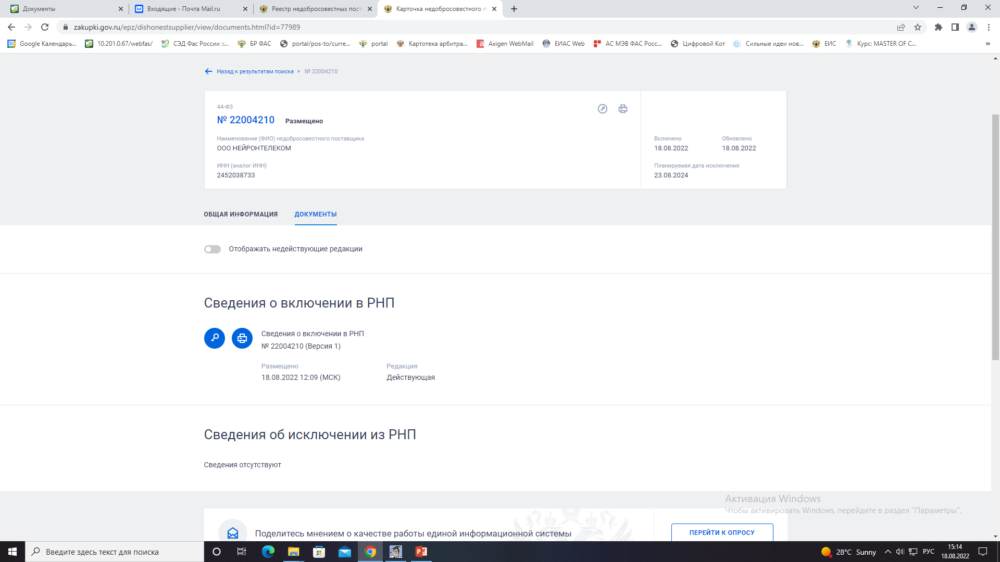 Документы
Входящие - Почта Mail.ru
Реестр недобросовестных пост
Карточка недобросовестного п
zakupki.gov.ru/epz/dishonestsupplier/view/documents.html?id=77989
20 Google Календарь...
10.201.0.67/webfas/
СЭД Фас России ::...
БР ФАС
portal/pos-to/curre...
portal
Картотека арбитра...
a Axigen WebMail
ЕИАС Web
АС МЭВ ФАС Росс...
Цифровой Кот
Сильные идеи нов...
ЕИС
Курс: MASTER OF C...
»
Назад к результатам поиска
№ 22004210
44-ФЗ
№ 22004210 Размещено
Наименование (ФИО) недобросовестного поставщика
ООО НЕЙРОНТЕЛЕКОМ
ИНН (аналог ИНН)
2452038733
Включено Обновлено
18.08.2022 18.08.2022
Планируемая дата исключения
23.08.2024
ОБЩАЯ ИНФОРМАЦИЯ ДОКУМЕНТЫ
Отображать недействующие редакции
Сведения о включении в РНП
Сведения о включении в РНП
№ 22004210 (Версия 1)
Размещено Редакция
18.08.2022 12:09 (МСК) Действующая
Сведения об исключении из РНП
Сведения отсутствуют
Активация Windows
Чтобы активировать Windows, перейдите в раздел "Параметры".
Поделитесь мнением о качестве работы единой информационной системы
ПЕРЕЙТИ К ОПРОСУ
Введите здесь текст для поиска
28°C Sunny
РУС
15:14
18.08.2022